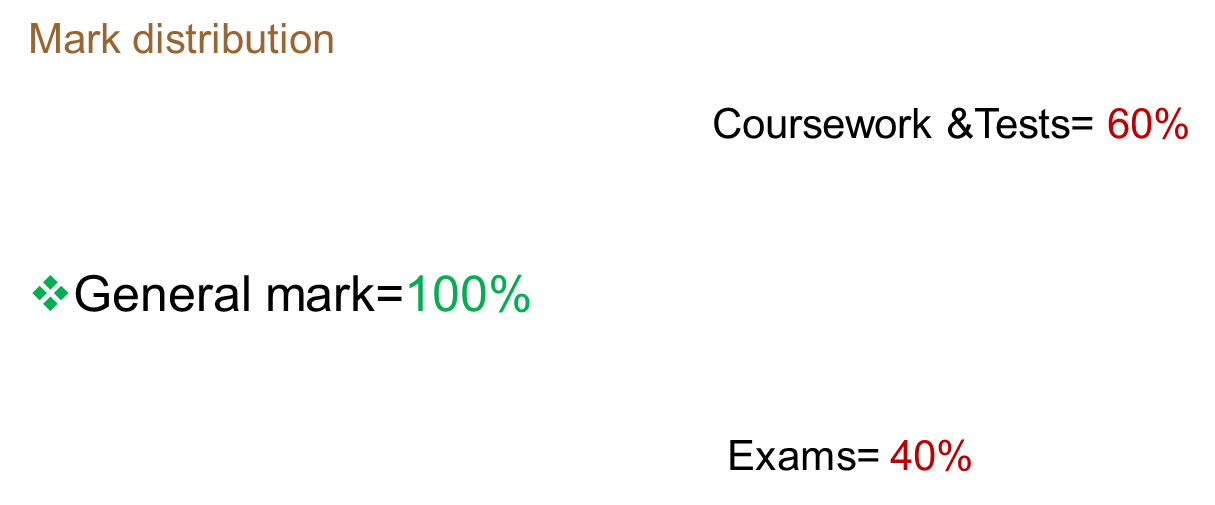 Mark distribution
Coursework &Tests= 60%
❖General mark=100%
Exams= 40%